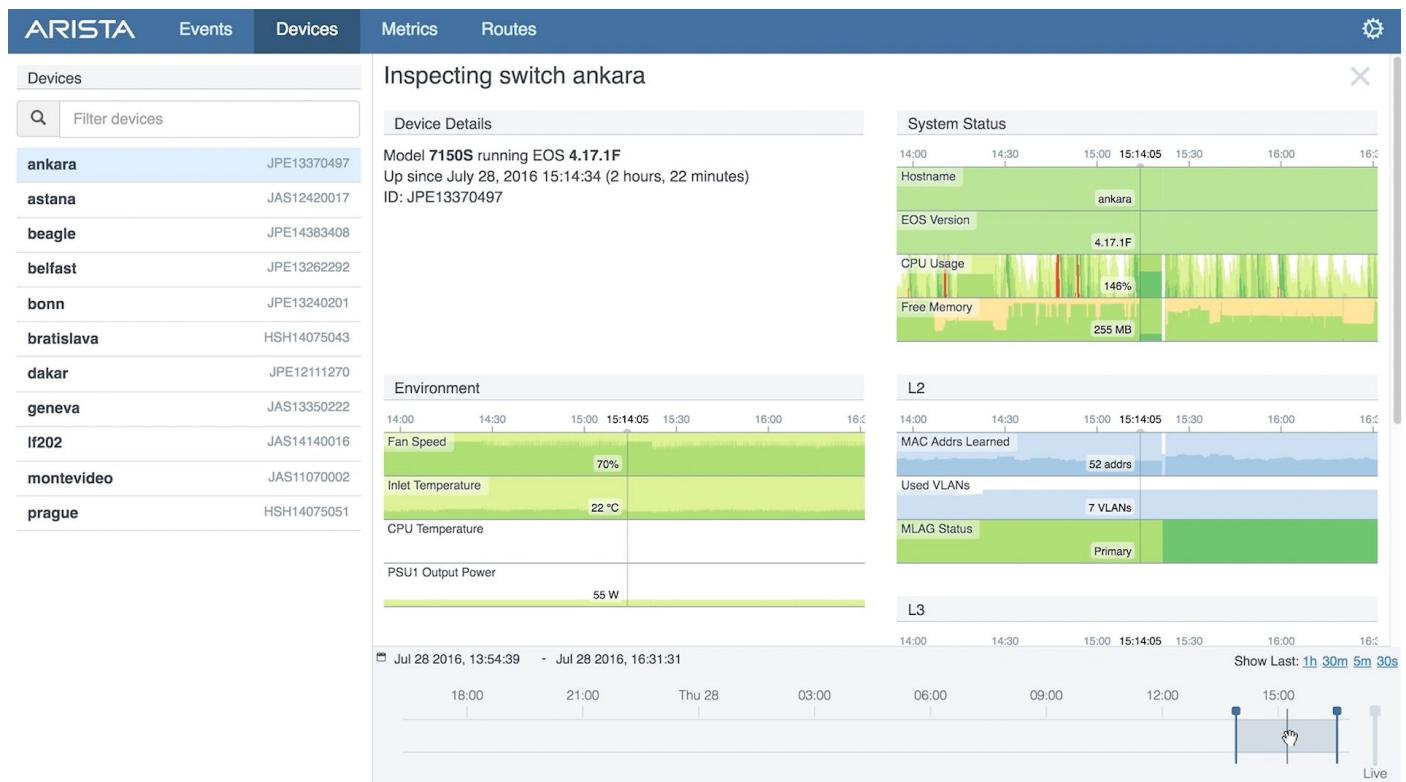 ARISTA Events Devices Metrics Routes
Devices
Filter devices
ankara JPE13370497
astana JAS12420017
beagle JPE14383408
belfast JPE13262292
bonn JPE13240201
bratislava HSH14075043
dakar JPE12111270
geneva JAS13350222
lf202 JAS14140016
montevideo JAS11070002
prague HSH14075051
Inspecting switch ankara
Device Details
Model 7150S running EOS 4.17.1F
Up since July 28, 2016 15:14:34 (2 hours, 22 minutes)
ID: JPE13370497
System Status
14:00 14:30 15:00 15:14:05 15:30 16:00
Hostname
ankara
EOS Version
4.17.1F
CPU Usage
146%
Free Memory
255 MB
Environment
14:00 14:30 15:00 15:14:05 15:30 16:00
Fan Speed
70%
Inlet Temperature
22 °C
CPU Temperature
PSU1 Output Power
55 W
L2
14:00 14:30 15:00 15:14:05 15:30 16:00
MAC Addrs Learned
52 addrs
Used VLANs
7 VLANs
MLAG Status
Primary
L3
14:00 14:30 15:00 15:14:05 15:30 16:00
Jul 28 2016, 13:54:39 - Jul 28 2016, 16:31:31
Show Last: 1h 30m 5m 30s
18:00 21:00 Thu 28 03:00 06:00 09:00 12:00 15:00
Live